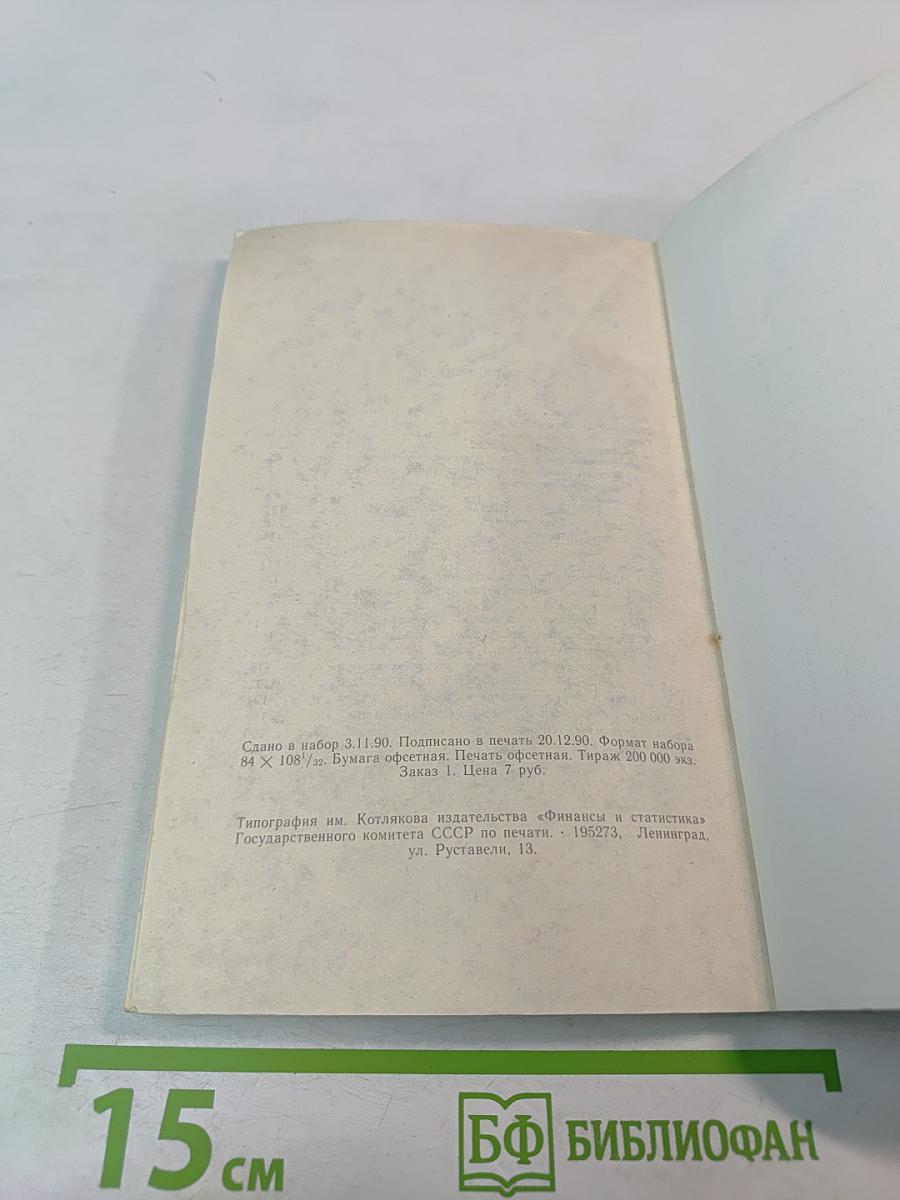 Сдано в набор 3.11.90. Подписано в печать 20.12.90. Формат набора
84 × 108¹/₃₂. Бумага офсетная. Печать офсетная. Тираж 200 000 экз.
Заказ 1. Цена 7 руб.
Типография им. Котлякова издательства «Финансы и статистика»
Государственного комитета СССР по печати. · 195273, Ленинград,
ул. Руставели, 13.
15 см
БФ БИБЛИОФАН